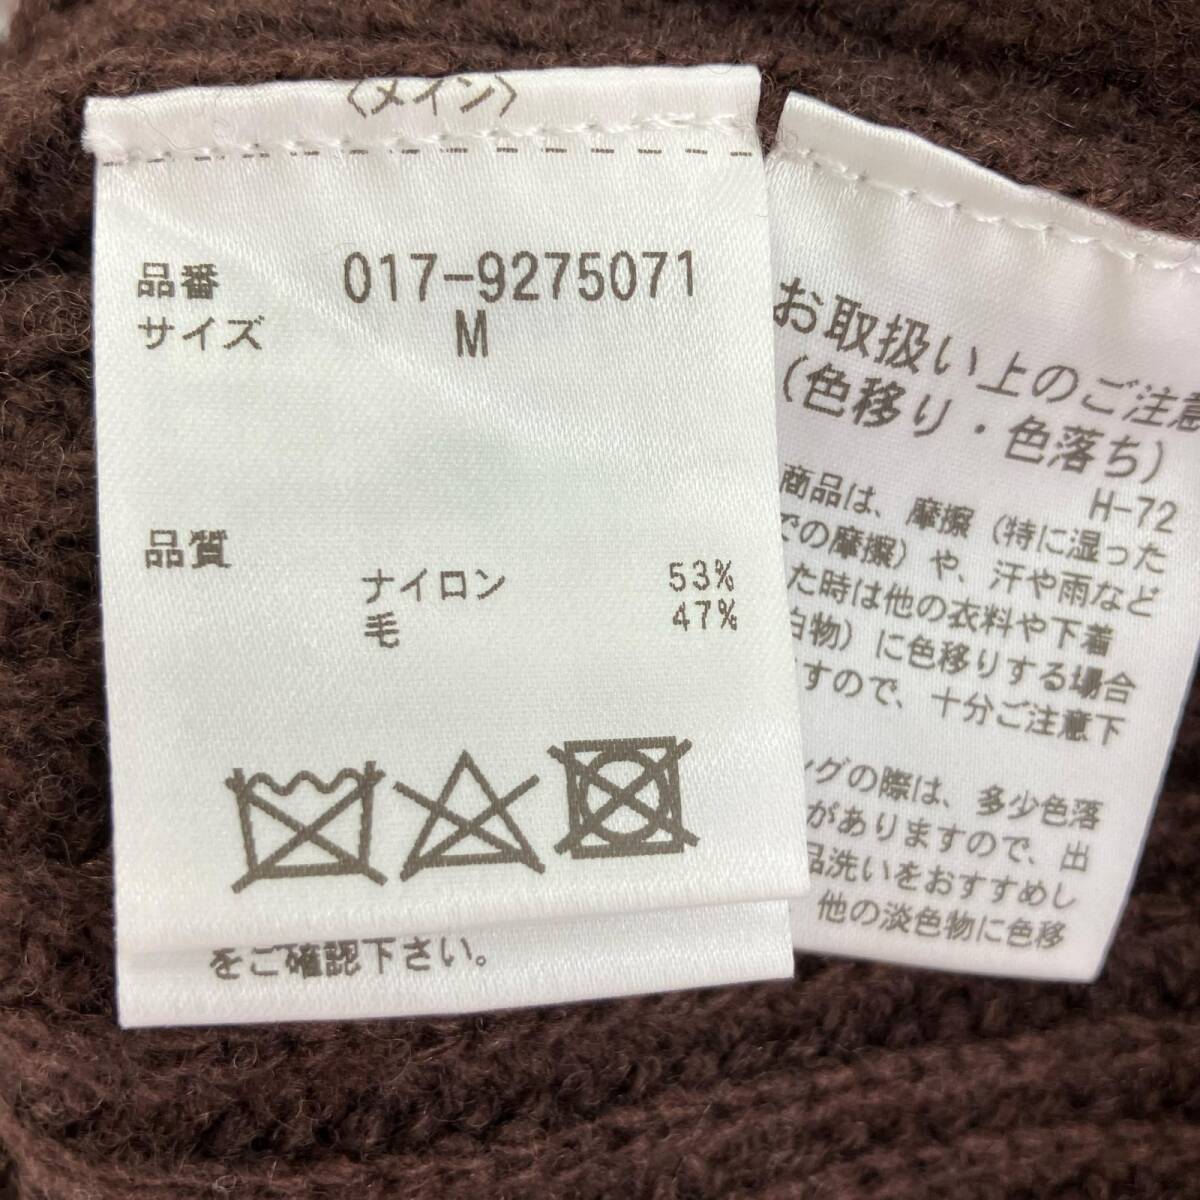 〈メイン〉
品番 017-9275071
サイズ M
品質
ナイロン 53%
毛 47%
をご確認下さい。
お取扱い上のご注意
（色移り・色落ち）
H-72
商品は、摩擦（特に湿った
での摩擦）や、汗や雨など
た時は他の衣料や下着
白物）に色移りする場合
ますので、十分ご注意下
ングの際は、多少色落
がありますので、出
品洗いをおすすめし
他の淡色物に色移